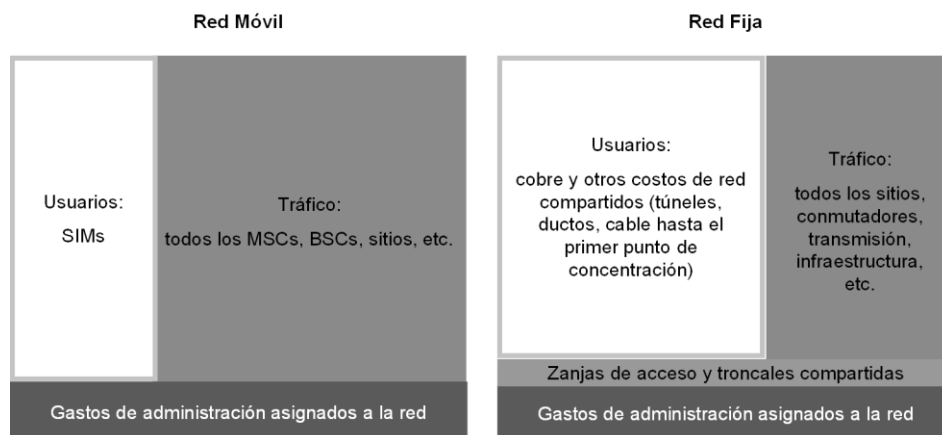 Red Móvil
Usuarios:
SIMs
Tráfico:
todos los MSCs, BSCs, sitios, etc.
Gastos de administración asignados a la red
Red Fija
Usuarios:
cobre y otros costos de red
compartidos (túneles,
ductos, cable hasta el
primer punto de
concentración)
Tráfico:
todos los sitios,
conmutadores,
transmisión,
infraestructura,
etc.
Zanjas de acceso y troncales compartidas
Gastos de administración asignados a la red